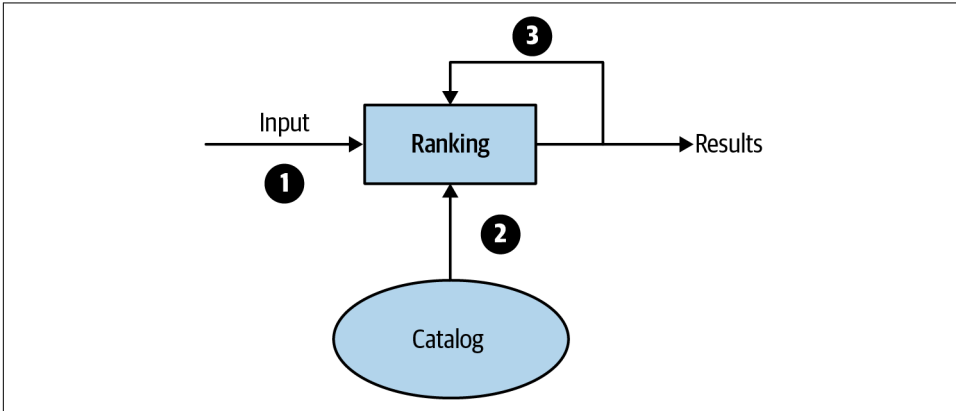 3
Input
Ranking
Results
1
2
Catalog